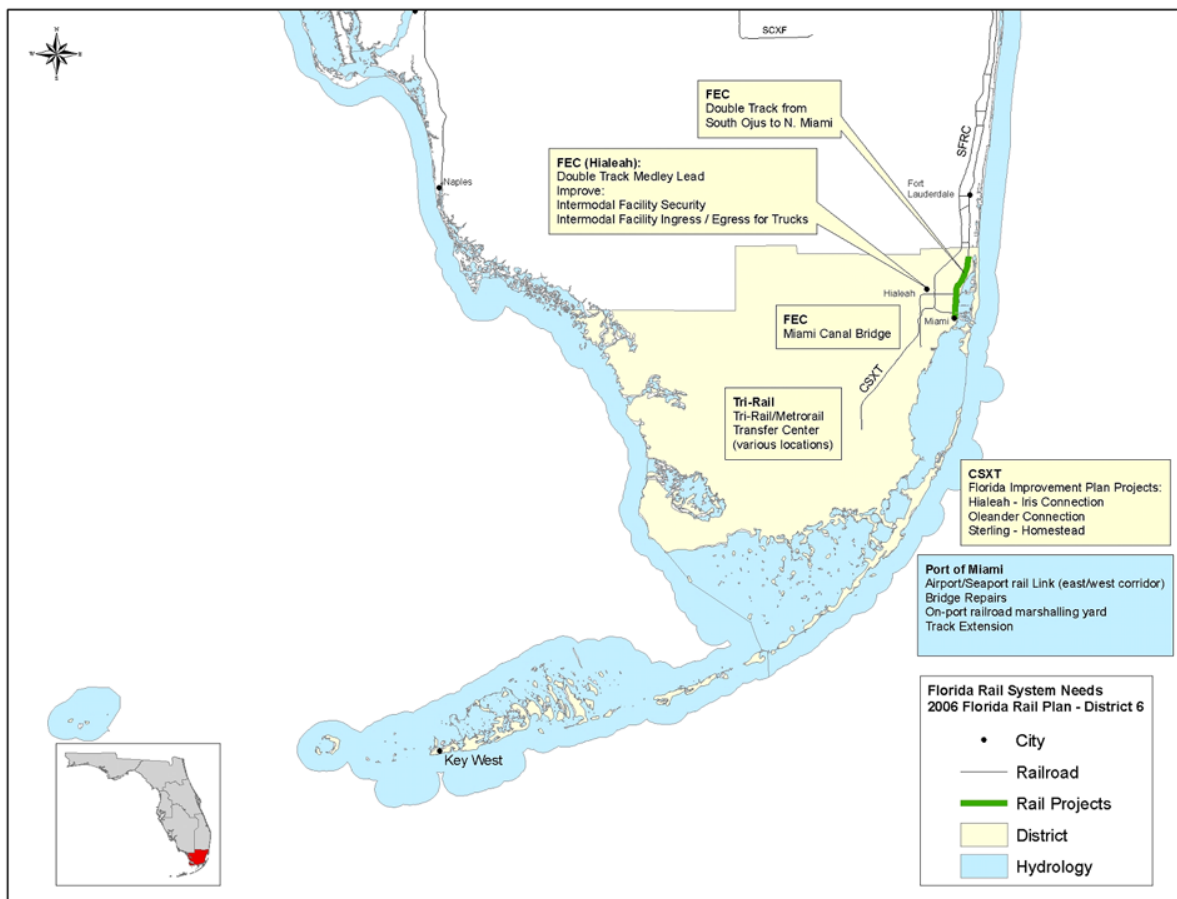 N
W
E
S
SCXF
FEC
Double Track from
South Ojus to N. Miami
SFRC
FEC (Hialeah):
Double Track Medley Lead
Improve:
Intermodal Facility Security
Intermodal Facility Ingress / Egress for Trucks
Naples
Fort
Lauderdale
Hialeah
Miami
FEC
Miami Canal Bridge
CSXT
Tri-Rail
Tri-Rail/Metrorail
Transfer Center
(various locations)
CSXT
Florida Improvement Plan Projects:
Hialeah - Iris Connection
Oleander Connection
Sterling - Homestead
Port of Miami
Airport/Seaport rail Link (east/west corridor)
Bridge Repairs
On-port railroad marshalling yard
Track Extension
Key West
Florida Rail System Needs
2006 Florida Rail Plan - District 6
City
Railroad
Rail Projects
District
Hydrology